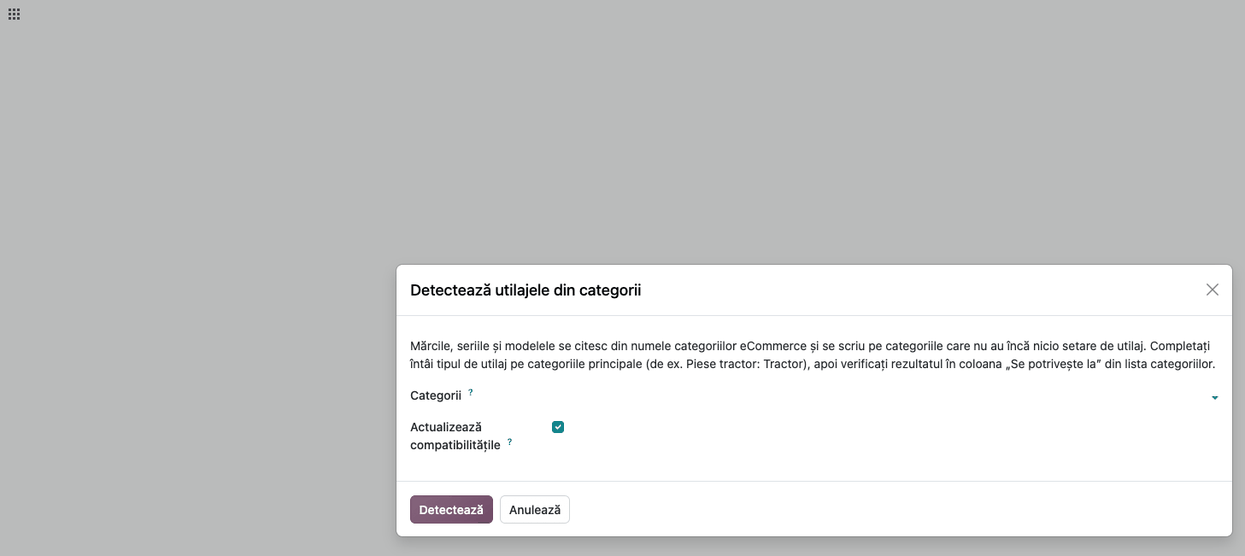 Detectează utilajele din categorii
Mărcile, seriile și modelele se citesc din numele categoriilor eCommerce și se scriu pe categoriile care nu au încă nicio setare de utilaj. Completați
întâi tipul de utilaj pe categoriile principale (de ex. Piese tractor: Tractor), apoi verificați rezultatul în coloana „Se potrivește la” din lista categoriilor.
Categorii ?
Actualizează
compatibilitățile ?
Detectează Anulează